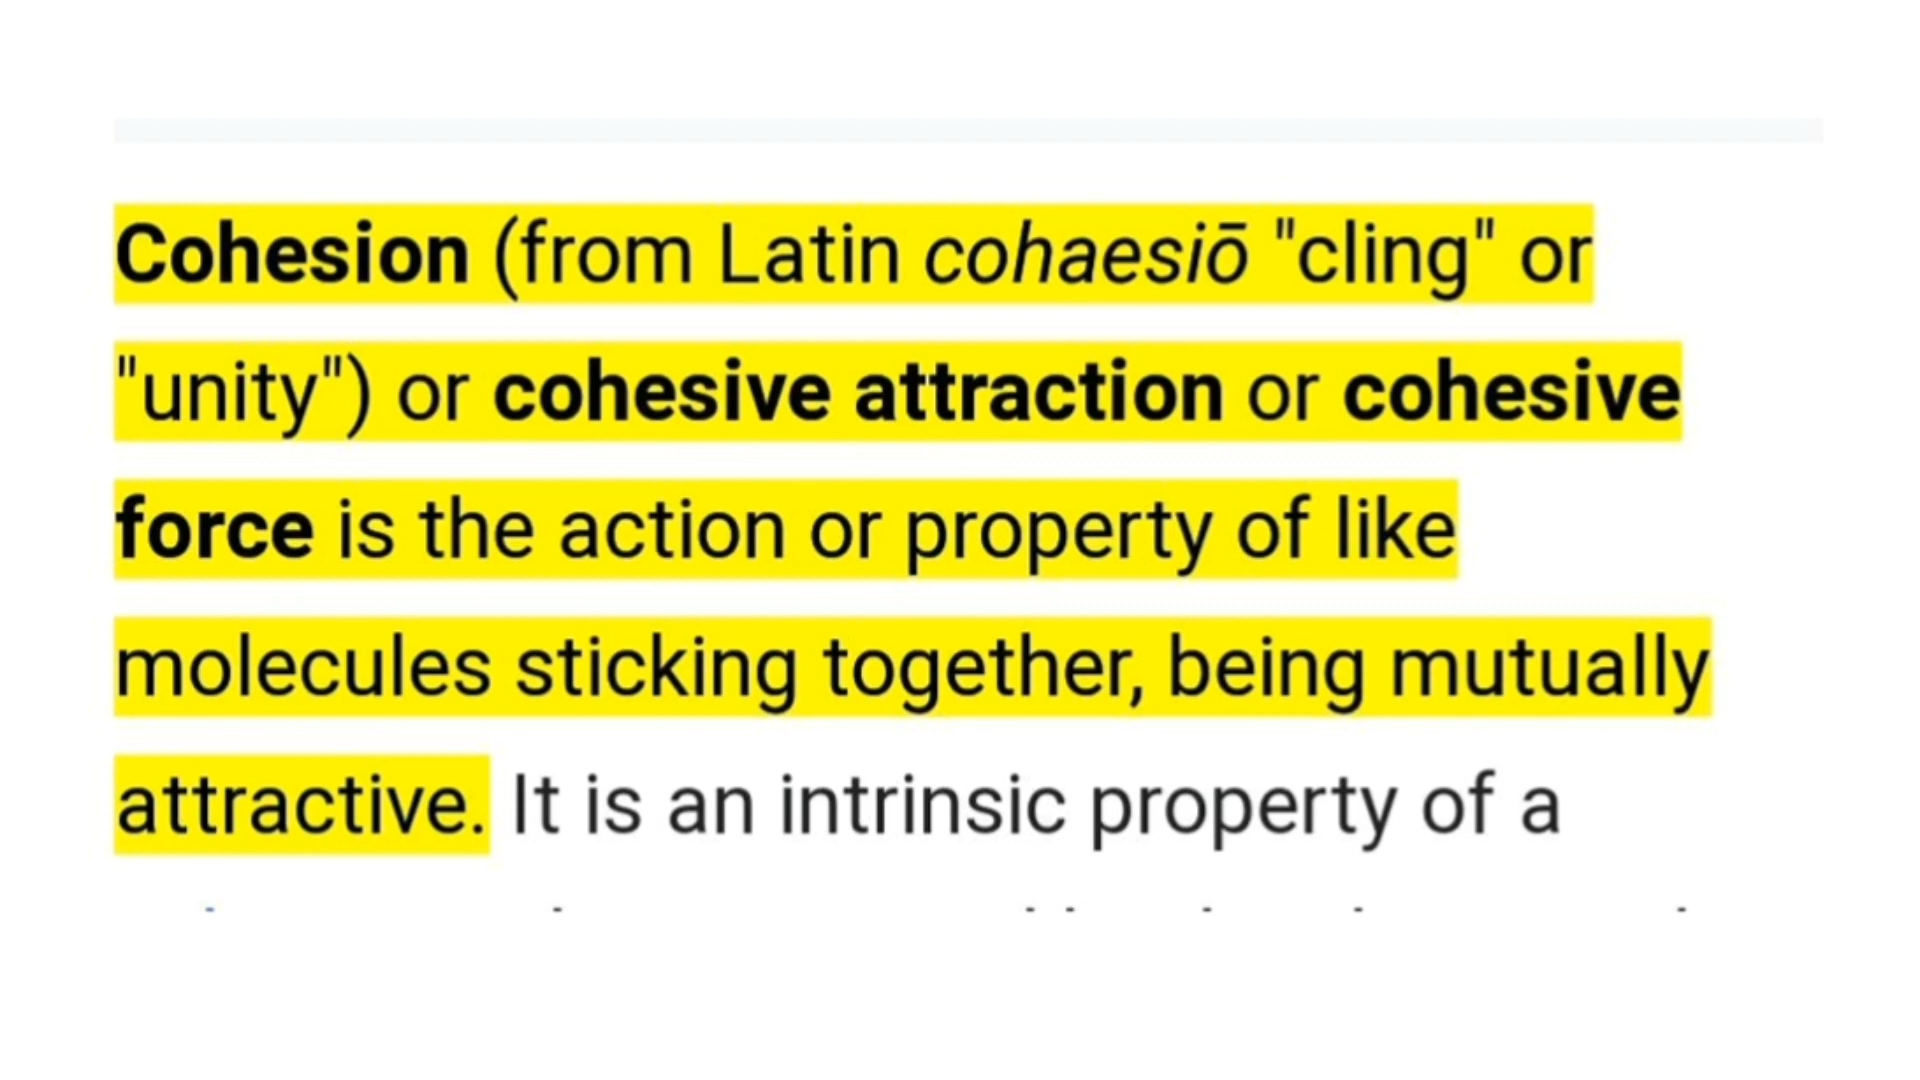 Cohesion (from Latin cohaesiō "cling" or
"unity") or cohesive attraction or cohesive
force is the action or property of like
molecules sticking together, being mutually
attractive. It is an intrinsic property of a